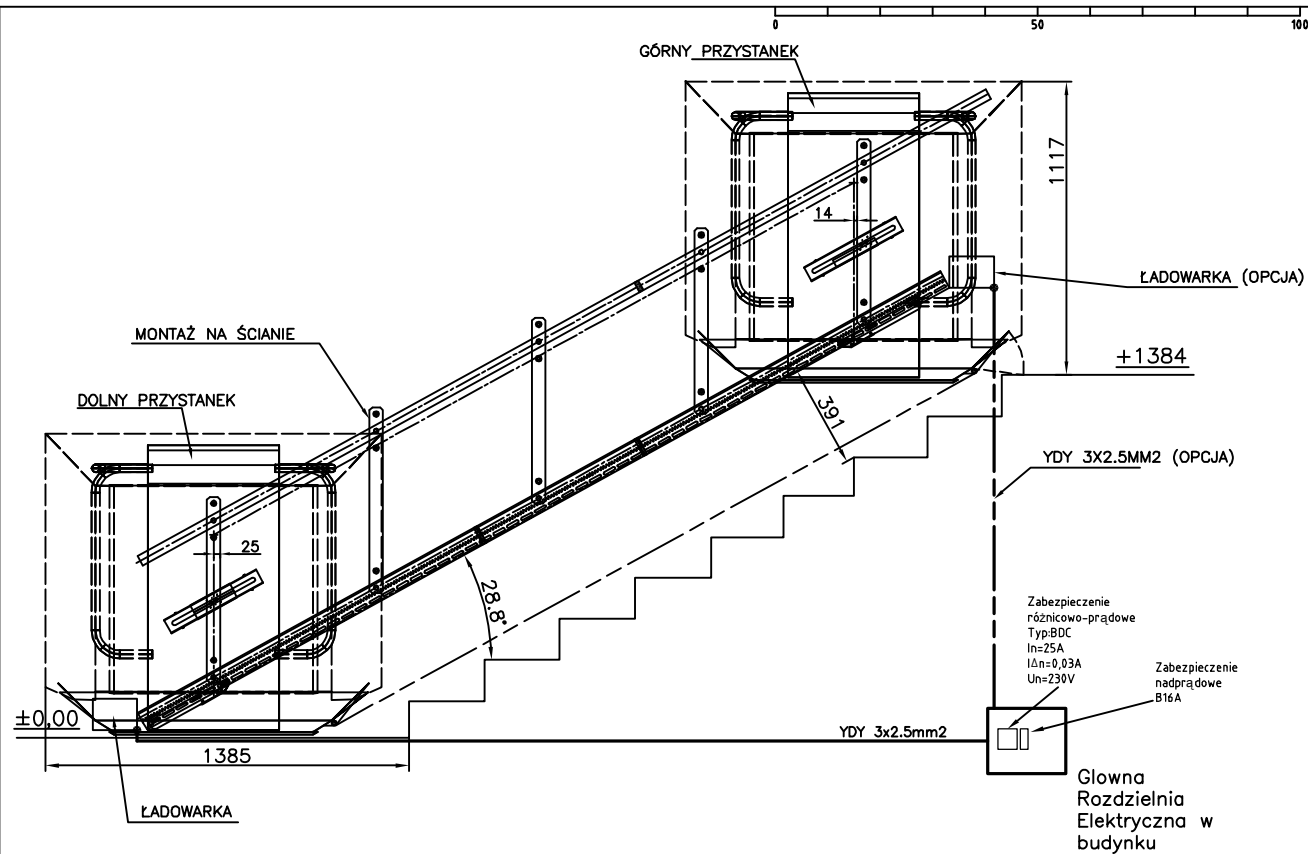 0 50 100
GÓRNY PRZYSTANEK
1117
14
ŁADOWARKA (OPCJA)
MONTAŻ NA ŚCIANIE
+1384
DOLNY PRZYSTANEK
391
YDY 3X2.5MM2 (OPCJA)
25
28.8°
Zabezpieczenie
różnicowo-prądowe
Typ:BDC
In=25A
IΔn=0,03A
Un=230V
Zabezpieczenie
nadprądowe
B16A
±0,00
YDY 3x2.5mm2
1385
Glowna
Rozdzielnia
Elektryczna w
budynku
ŁADOWARKA